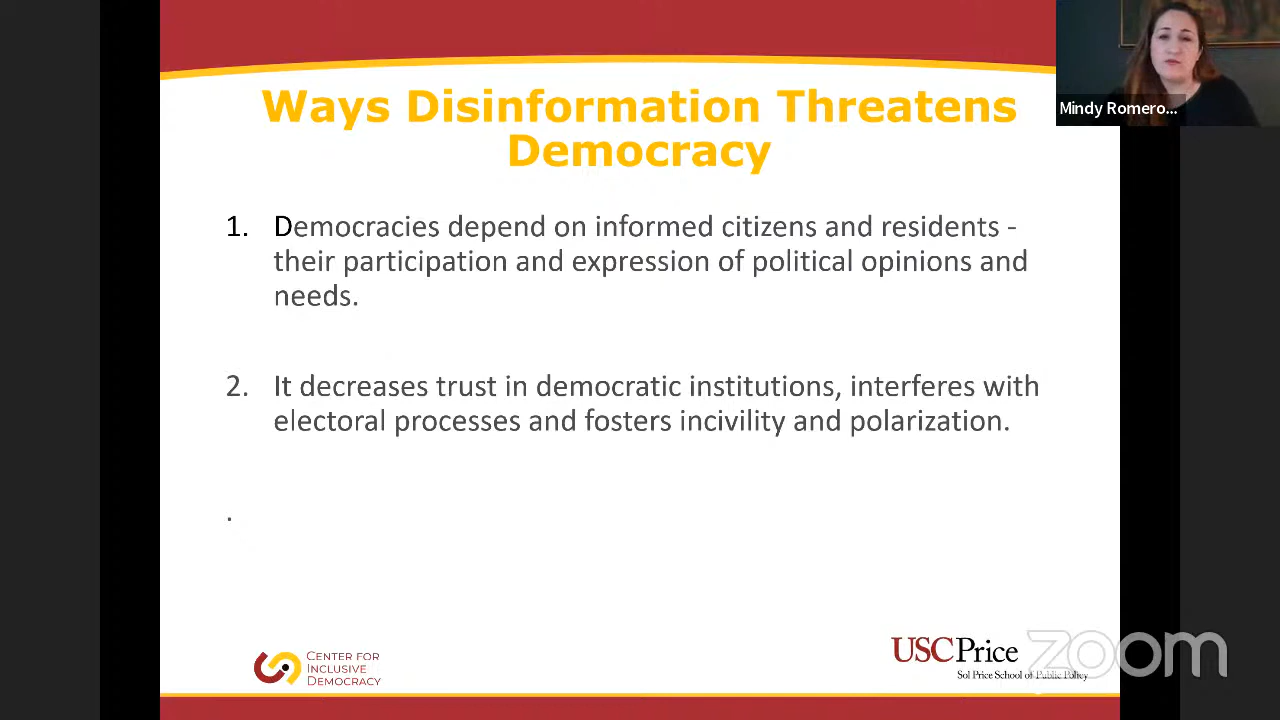 Ways Disinformation Threatens
Democracy
Mindy Romero...
1. Democracies depend on informed citizens and residents -
their participation and expression of political opinions and
needs.
2. It decreases trust in democratic institutions, interferes with
electoral processes and fosters incivility and polarization.
.
CENTER FOR
INCLUSIVE
DEMOCRACY
USCPrice
Sol Price School of Public Policy
zoom